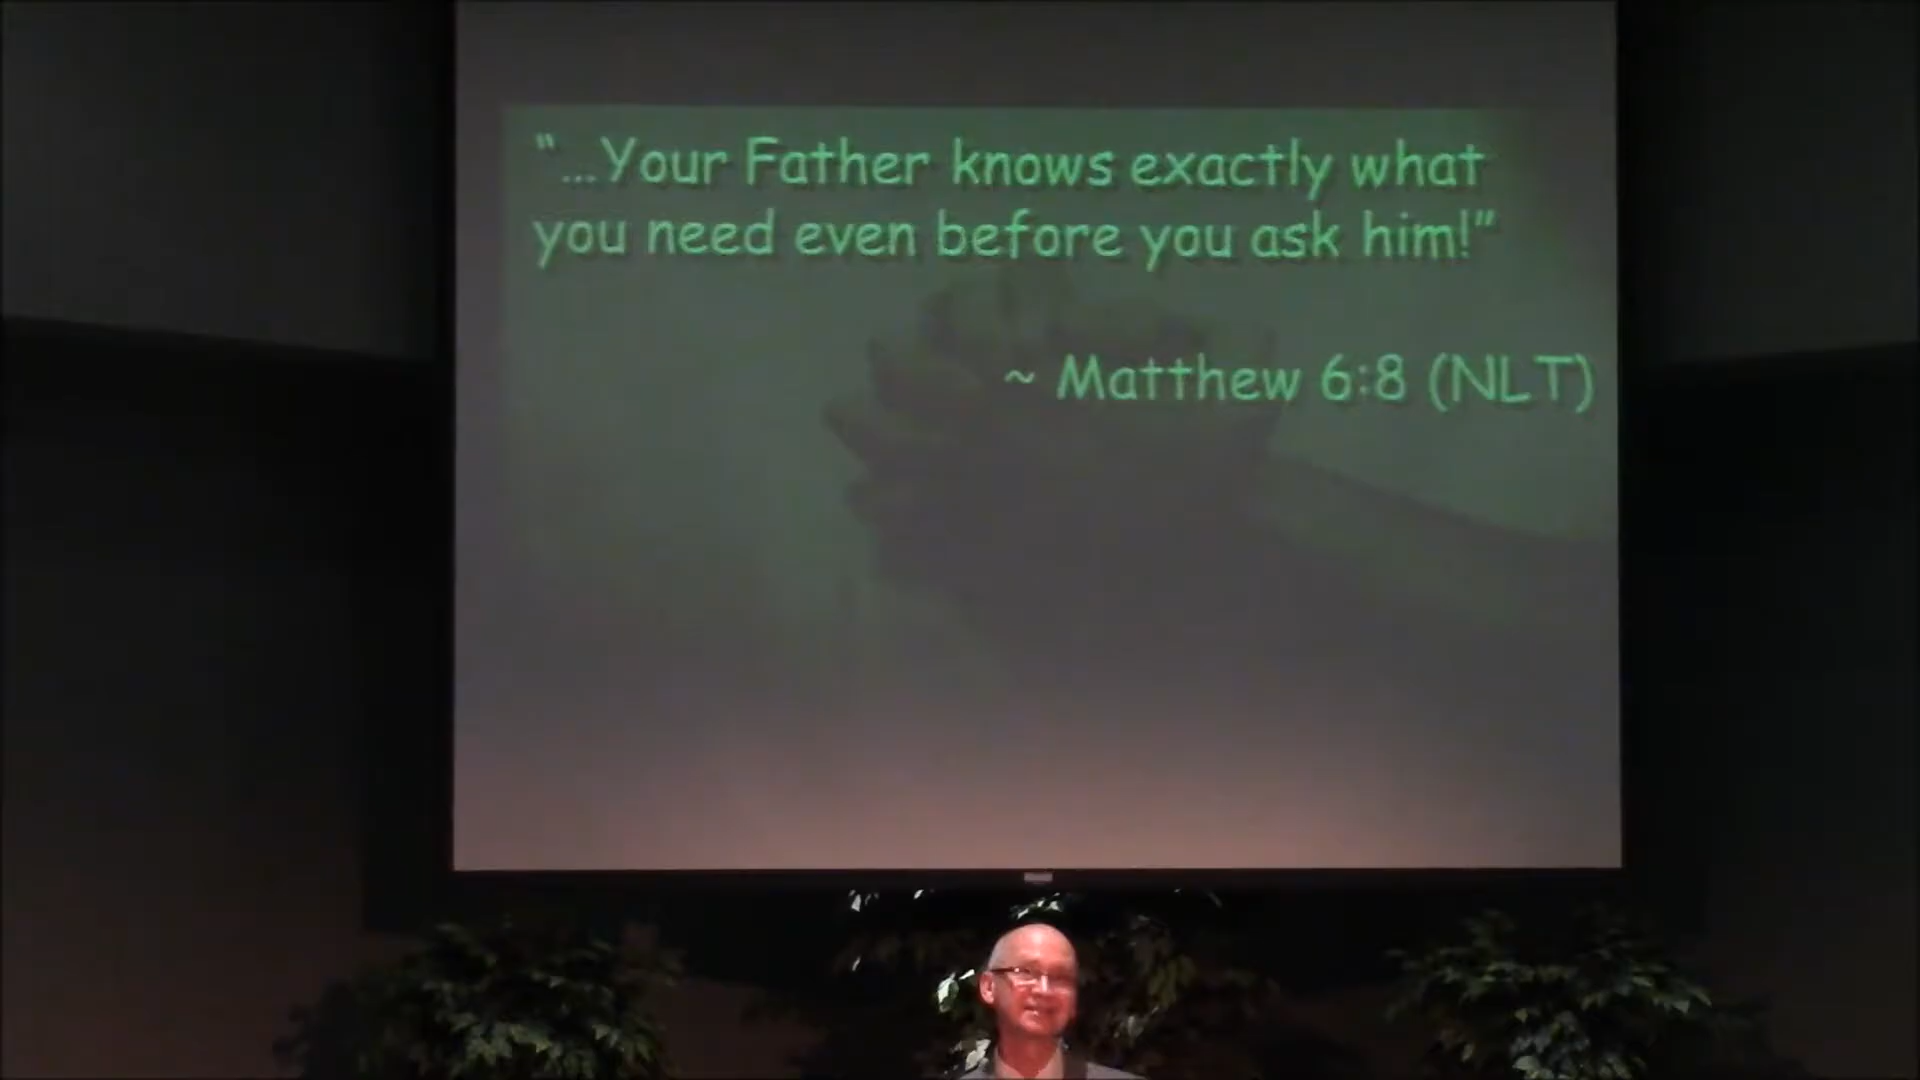 “...Your Father knows exactly what
you need even before you ask him!”
~ Matthew 6:8 (NLT)